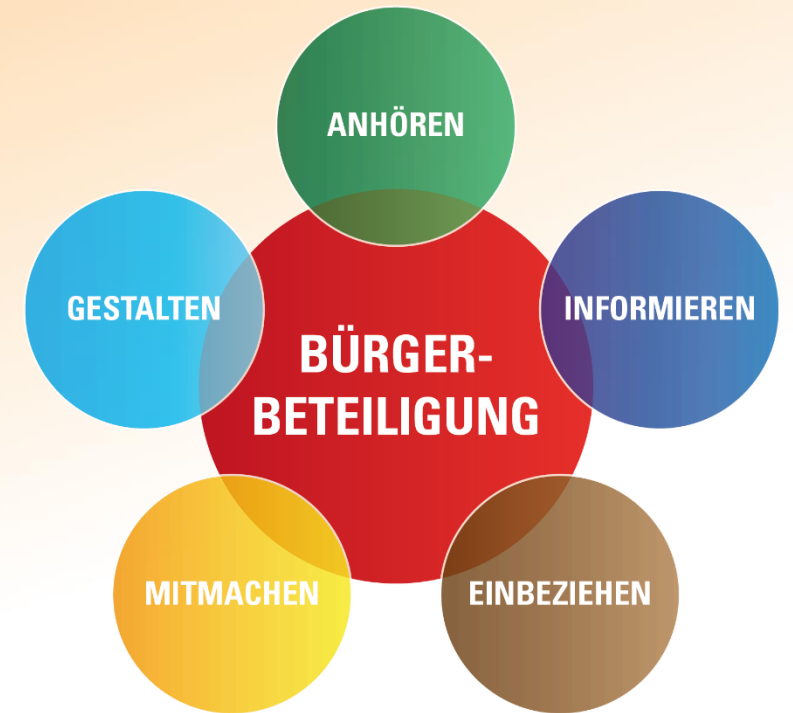 ANHÖREN
GESTALTEN
INFORMIEREN
BÜRGER-
BETEILIGUNG
MITMACHEN
EINBEZIEHEN